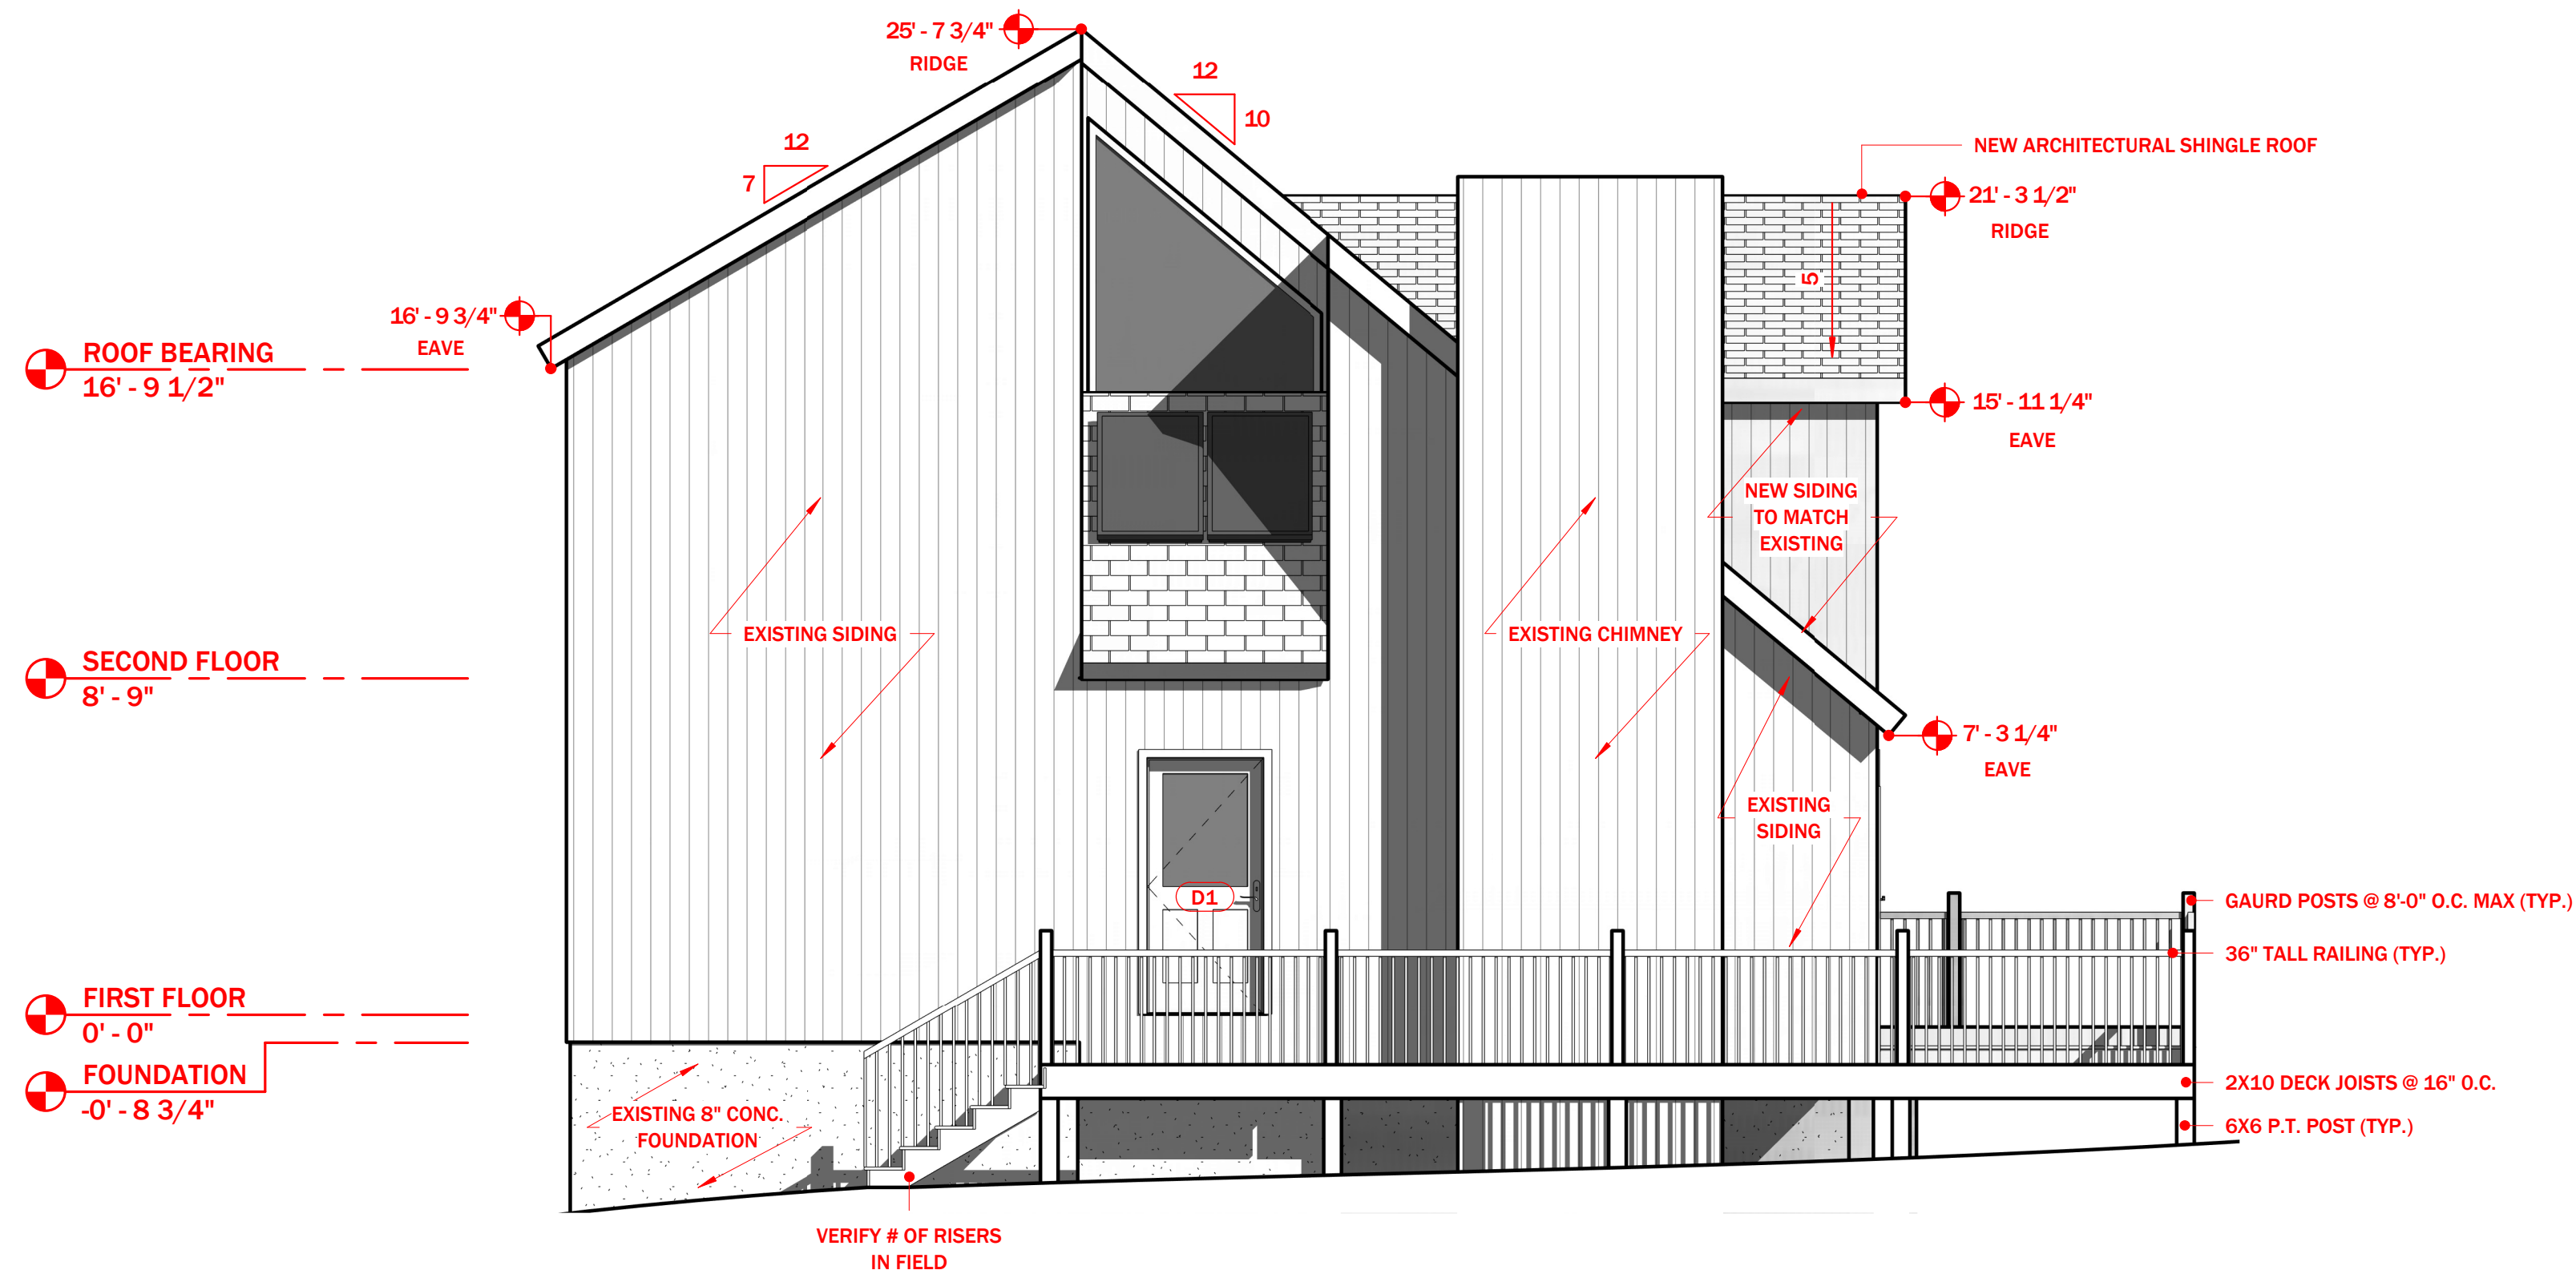 25' - 7 3/4"
RIDGE
12
10
12
7
NEW ARCHITECTURAL SHINGLE ROOF
21' - 3 1/2"
RIDGE
5
16' - 9 3/4"
EAVE
ROOF BEARING
16' - 9 1/2"
15' - 11 1/4"
EAVE
NEW SIDING
TO MATCH
EXISTING
EXISTING SIDING
EXISTING CHIMNEY
SECOND FLOOR
8' - 9"
7' - 3 1/4"
EAVE
EXISTING
SIDING
D1
GAURD POSTS @ 8'-0" O.C. MAX (TYP.)
36" TALL RAILING (TYP.)
FIRST FLOOR
0' - 0"
FOUNDATION
-0' - 8 3/4"
2X10 DECK JOISTS @ 16" O.C.
EXISTING 8" CONC.
FOUNDATION
6X6 P.T. POST (TYP.)
VERIFY # OF RISERS
IN FIELD